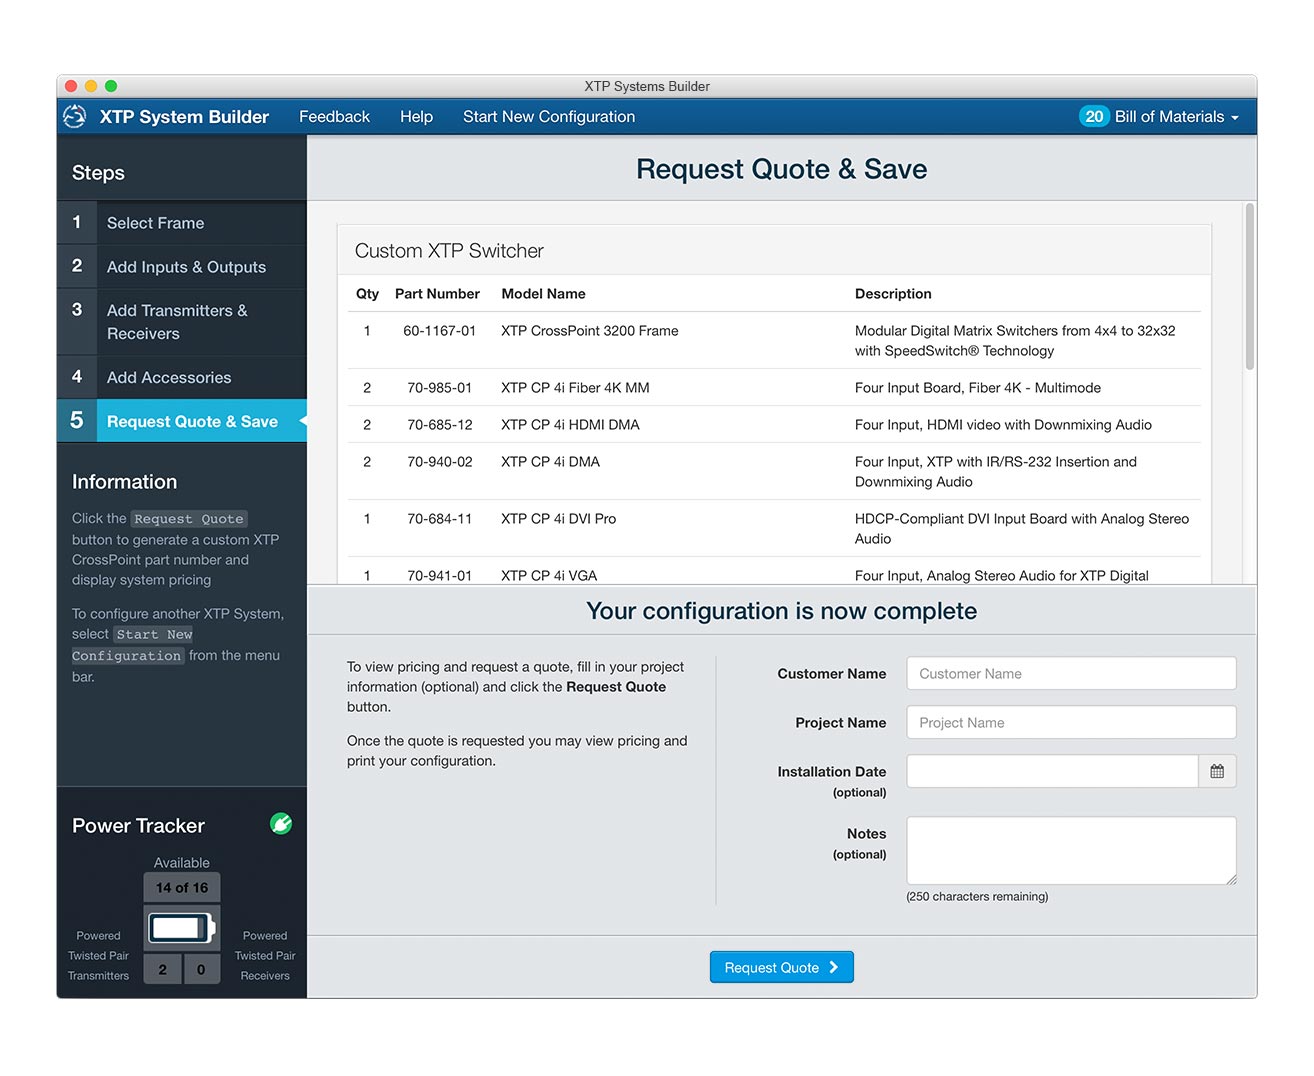 XTP Systems Builder
XTP System Builder
Feedback
Help
Start New Configuration
20 Bill of Materials
Steps
1 Select Frame
2 Add Inputs & Outputs
3 Add Transmitters &
Receivers
4 Add Accessories
5 Request Quote & Save
Information
Click the Request Quote
button to generate a custom XTP
CrossPoint part number and
display system pricing
To configure another XTP System,
select Start New
Configuration from the menu
bar.
Power Tracker
Available
14 of 16
Powered
Twisted Pair
Transmitters
2
0
Powered
Twisted Pair
Receivers
Request Quote & Save
Custom XTP Switcher
Qty Part Number Model Name Description
1 60-1167-01 XTP CrossPoint 3200 Frame Modular Digital Matrix Switchers from 4x4 to 32x32
with SpeedSwitch® Technology
2 70-985-01 XTP CP 4i Fiber 4K MM Four Input Board, Fiber 4K - Multimode
2 70-685-12 XTP CP 4i HDMI DMA Four Input, HDMI video with Downmixing Audio
2 70-940-02 XTP CP 4i DMA Four Input, XTP with IR/RS-232 Insertion and
Downmixing Audio
1 70-684-11 XTP CP 4i DVI Pro HDCP-Compliant DVI Input Board with Analog Stereo
Audio
1 70-941-01 XTP CP 4i VGA Four Input, Analog Stereo Audio for XTP Digital
Your configuration is now complete
To view pricing and request a quote, fill in your project
information (optional) and click the Request Quote
button.
Once the quote is requested you may view pricing and
print your configuration.
Customer Name Customer Name
Project Name Project Name
Installation Date
(optional)
Notes
(optional)
(250 characters remaining)
Request Quote